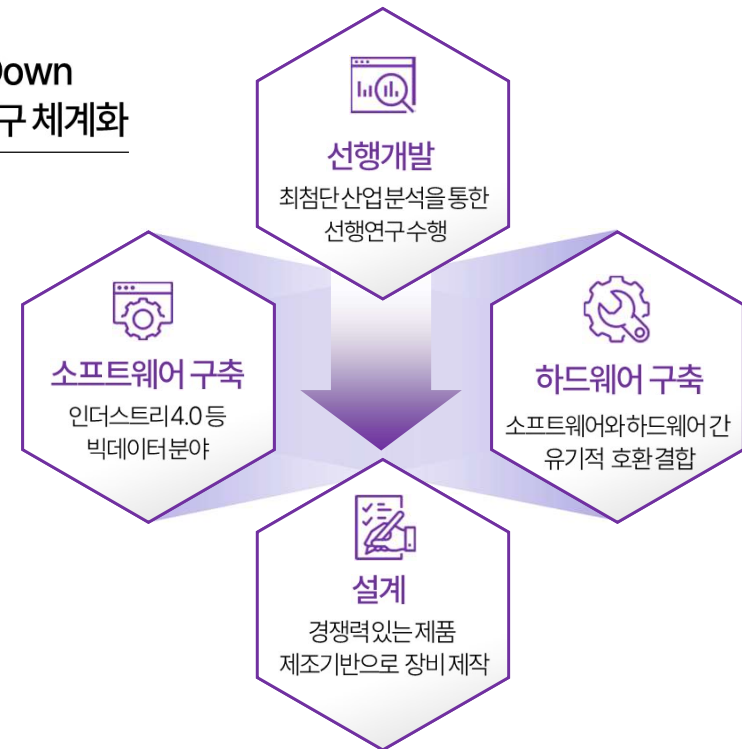 Down
구 체계화
선행개발
최첨단 산업 분석을 통한
선행연구 수행
소프트웨어 구축
인더스트리 4.0 등
빅데이터 분야
하드웨어 구축
소프트웨어와 하드웨어 간
유기적 호환 결합
설계
경쟁력 있는 제품
제조기반으로 장비 제작